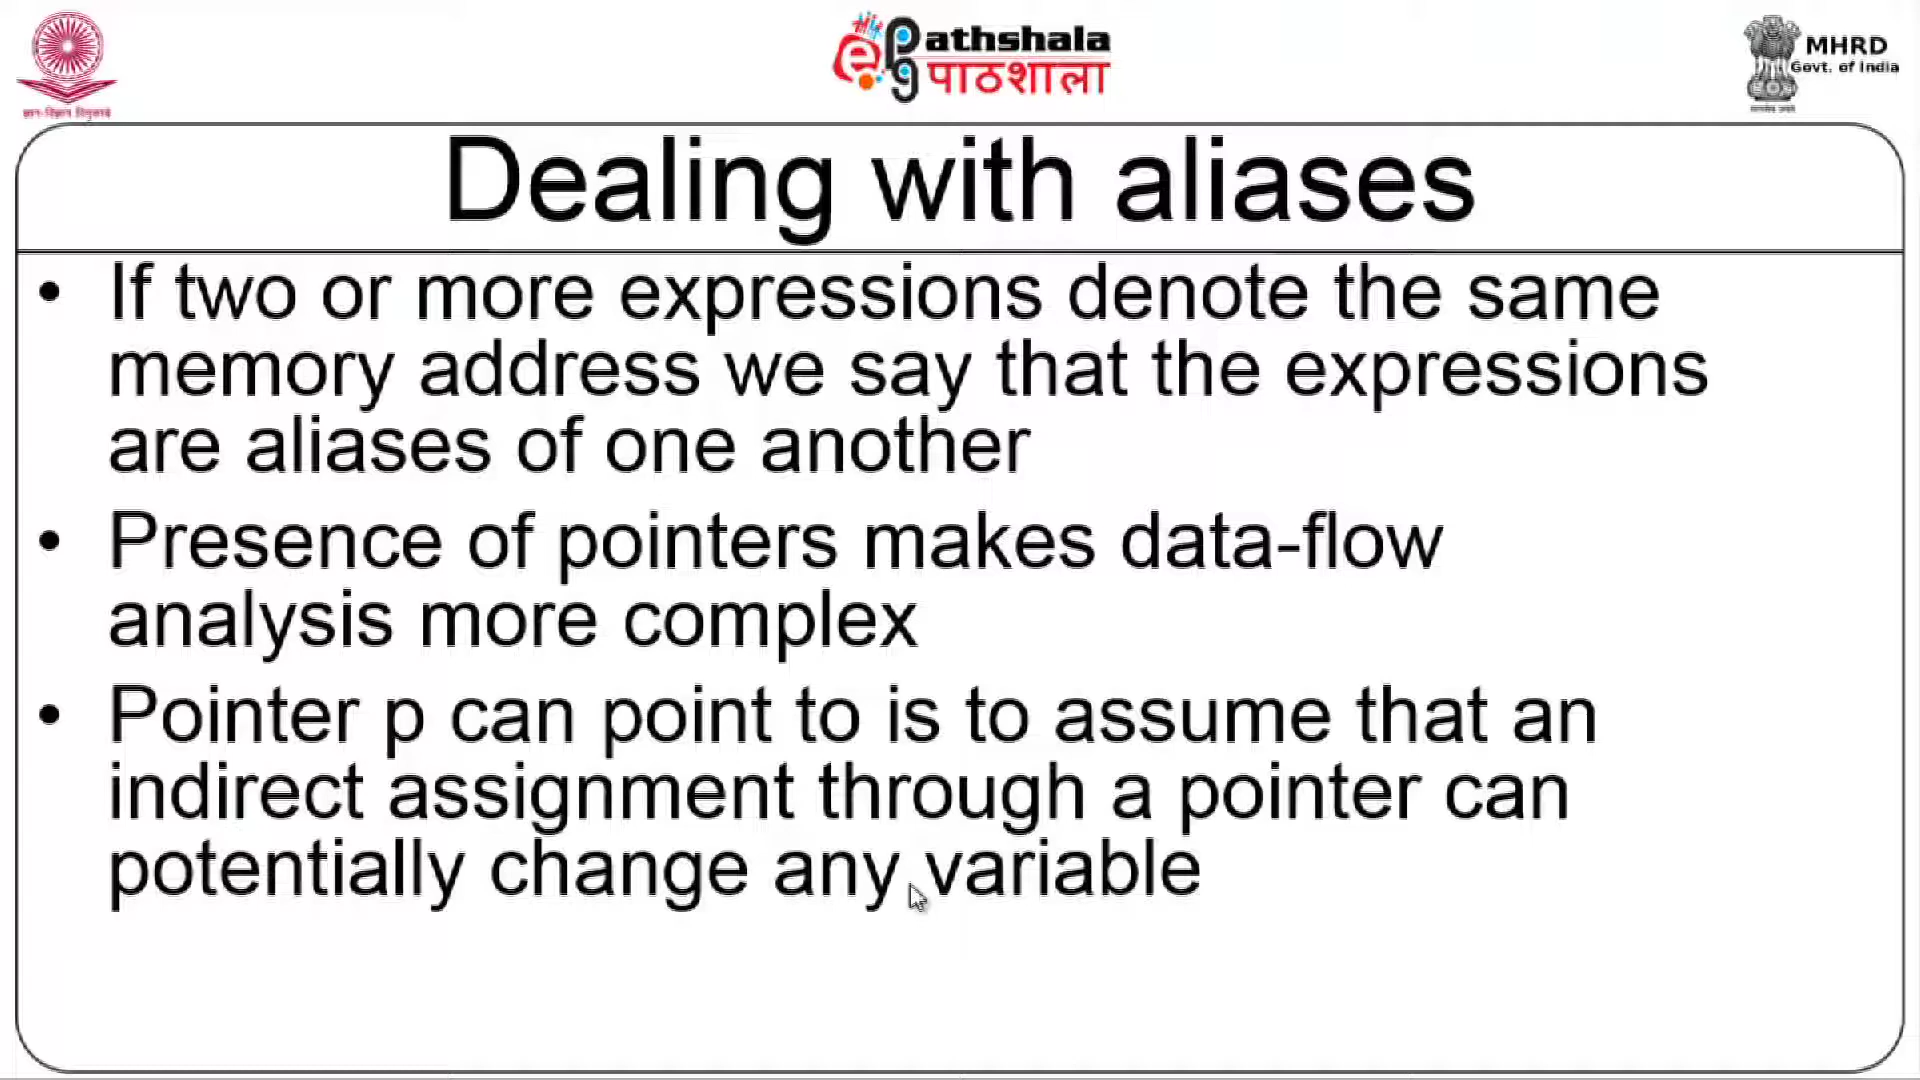 Pathshala
पाठशाला
MHRD
Govt. of India
Dealing with aliases
• If two or more expressions denote the same
memory address we say that the expressions
are aliases of one another
• Presence of pointers makes data-flow
analysis more complex
• Pointer p can point to is to assume that an
indirect assignment through a pointer can
potentially change any variable